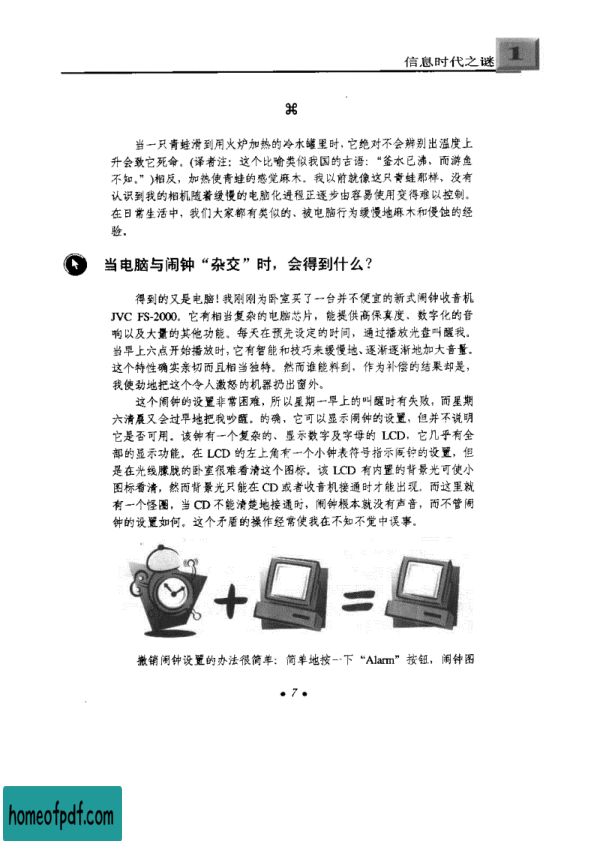 信息时代之谜
1
⌘
当一只青蛙滑到用火炉加热的冷水罐里时，它绝对不会辨别出温度上
升会致它死命。(译者注：这个比喻类似我国的古语：“釜水已沸，而游鱼
不知。”)相反，加热使青蛙的感觉麻木。我以前就像这只青蛙那样，没有
认识到我的相机随着缓慢的电脑化进程正逐步由容易使用变得难以控制。
在日常生活中，我们大家都有类似的、被电脑行为缓慢地麻木和侵蚀的经
验。
当电脑与闹钟“杂交”时，会得到什么？
得到的又是电脑！我刚刚为卧室买了一台并不便宜的新式闹钟收音机
JVC FS-2000。它有相当复杂的电脑芯片，能提供高保真度、数字化的音
响以及大量的其他功能。每天在预先设定的时间，通过播放光盘叫醒我。
当早上六点开始播放时，它有智能和技巧来缓慢地、逐渐逐渐地加大音量。
这个特性确实亲切而且相当独特。然而谁能料到，作为补偿的结果却是，
我使劲地把这个令人激怒的机器扔出窗外。
这个闹钟的设置非常困难，所以星期一早上的叫醒时有失败，而星期
六清晨又会过早地把我吵醒。的确，它可以显示闹钟的设置，但并不说明
它是否可用。该钟有一个复杂的、显示数字及字母的 LCD，它几乎有全
部的显示功能。在 LCD 的左上角有一个小钟表符号指示闹钟的设置，但
是在光线朦胧的卧室很难看清这个图标。该 LCD 有内置的背景光可使小
图标看清，然而背景光只能在 CD 或者收音机接通时才能出现。而这里就
有一个怪圈，当 CD 不能清楚地接通时，闹钟根本就没有声音，而不管闹
钟的设置如何。这个矛盾的操作经常使我在不知不觉中误事。
撤销闹钟设置的办法很简单：简单地按一下“Alarm”按钮，闹钟图
• 7 •
homeofpdf.com